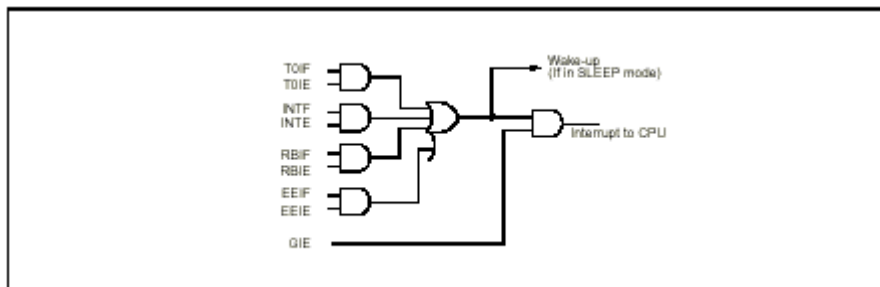 T0IF
T0IE
INTF
INTE
RBIF
RBIE
EEIF
EEIE
GIE
Wake-up
(If in SLEEP mode)
Interrupt to CPU